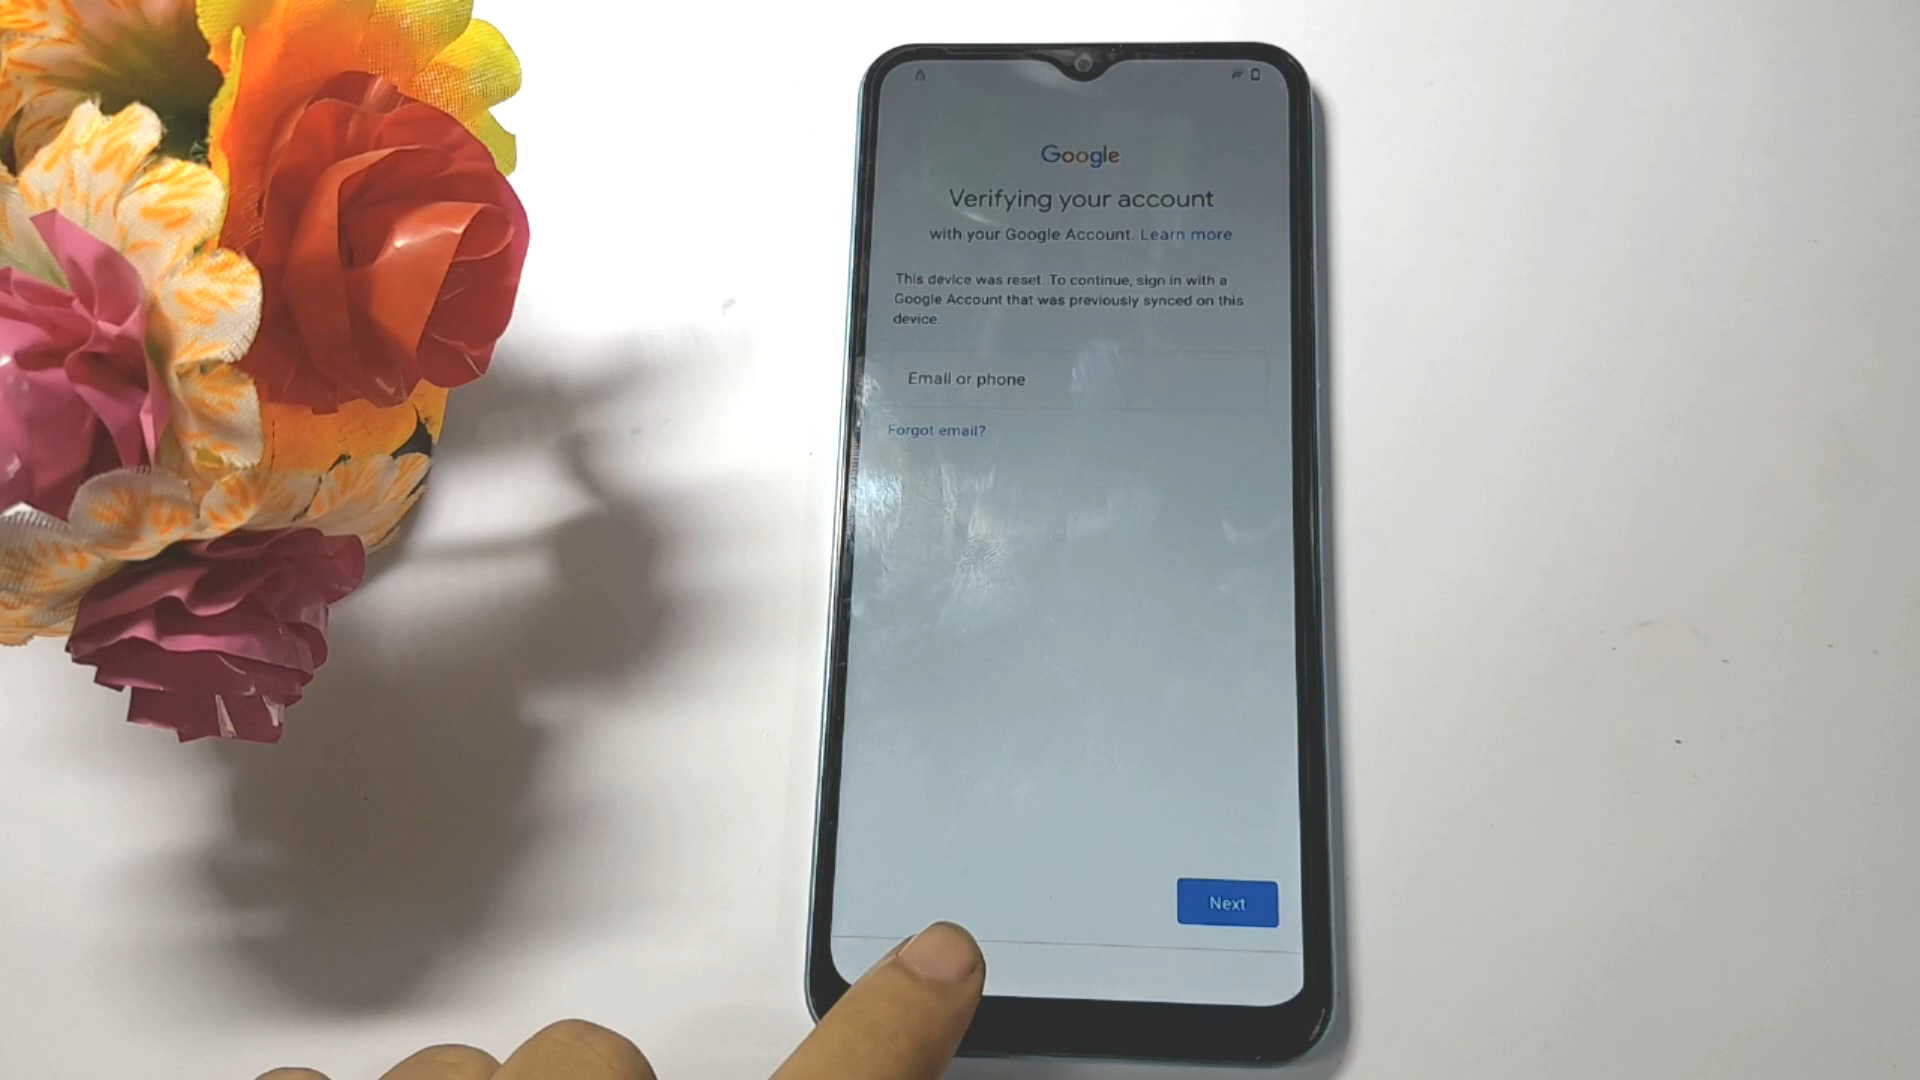 Google
Verifying your account
with your Google Account. Learn more
This device was reset. To continue, sign in with a
Google Account that was previously synced on this
device.
Email or phone
Forgot email?
Next